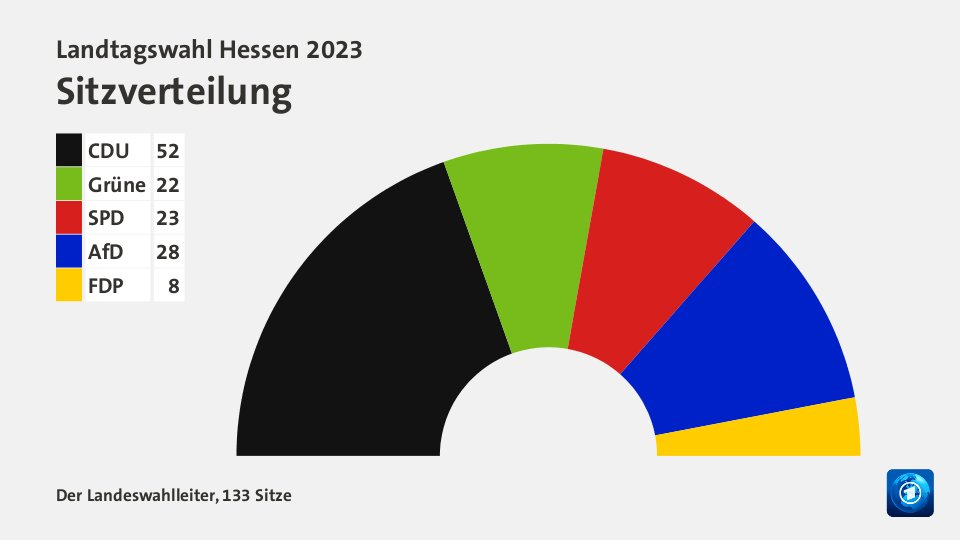 Landtagswahl Hessen 2023
Sitzverteilung
CDU 52
Grüne 22
SPD 23
AfD 28
FDP 8
Der Landeswahlleiter, 133 Sitze